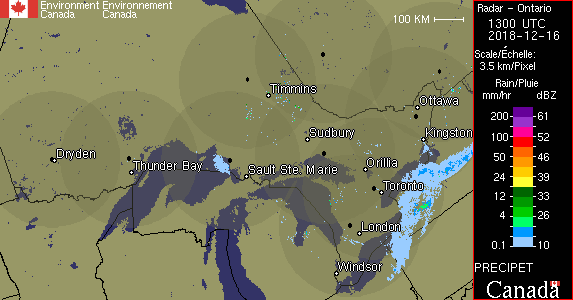 Environment Environnement
Canada Canada
100 KM
Timmins
Ottawa
Sudbury
Kingston
Dryden
Thunder Bay
Sault Ste. Marie
Orillia
Toronto
London
Windsor
Radar - Ontario
1300 UTC
2018-12-16
Scale/Échelle:
3.5 km/Pixel
Rain/Pluie
mm/hr dBZ
200 61
100 52
50 46
24 39
12 33
4 26
0.1 10
PRECIPET
Canada